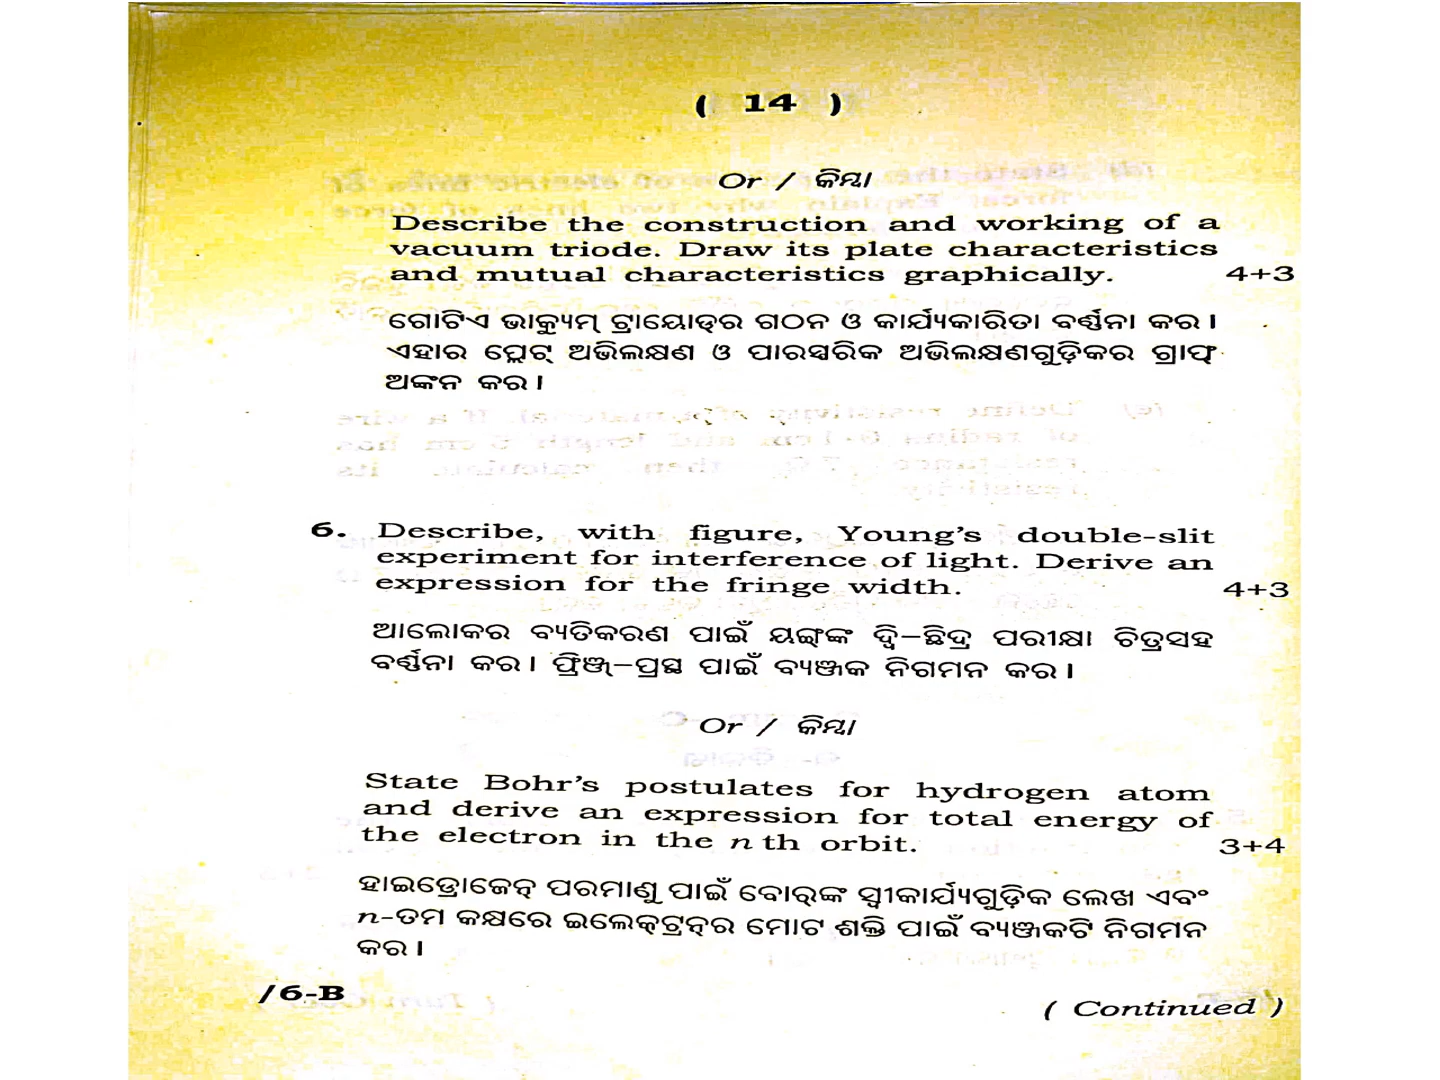 ( 14 )
Or / କିମ୍ବା
Describe the construction and working of a
vacuum triode. Draw its plate characteristics
and mutual characteristics graphically. 4+3
ଗୋଟିଏ ଭାକ୍ୟୁମ୍ ଟ୍ରାୟୋଡ୍‌ର ଗଠନ ଓ କାର୍ଯ୍ୟକାରିତା ବର୍ଣ୍ଣନା କର ।
ଏହାର ପ୍ଲେଟ୍ ଅଭିଲକ୍ଷଣ ଓ ପାରସ୍ପରିକ ଅଭିଲକ୍ଷଣଗୁଡ଼ିକର ଗ୍ରାଫ୍
ଅଙ୍କନ କର ।
6. Describe, with figure, Young's double-slit
experiment for interference of light. Derive an
expression for the fringe width. 4+3
ଆଲୋକର ବ୍ୟତିକରଣ ପାଇଁ ୟଙ୍ଗ୍‌ଙ୍କ ଦ୍ୱି–ଛିଦ୍ର ପରୀକ୍ଷା ଚିତ୍ରସହ
ବର୍ଣ୍ଣନା କର । ଫ୍ରିଞ୍ଜ୍–ପ୍ରସ୍ଥ ପାଇଁ ବ୍ୟଞ୍ଜକ ନିଗମନ କର ।
Or / କିମ୍ବା
State Bohr's postulates for hydrogen atom
and derive an expression for total energy of
the electron in the n th orbit. 3+4
ହାଇଡ୍ରୋଜେନ୍ ପରମାଣୁ ପାଇଁ ବୋର୍‌ଙ୍କ ସ୍ୱୀକାର୍ଯ୍ୟଗୁଡ଼ିକ ଲେଖ ଏବଂ
n-ତମ କକ୍ଷରେ ଇଲେକ୍‌ଟ୍ରନ୍‌ର ମୋଟ ଶକ୍ତି ପାଇଁ ବ୍ୟଞ୍ଜକଟି ନିଗମନ
କର ।
/6-B
( Continued )